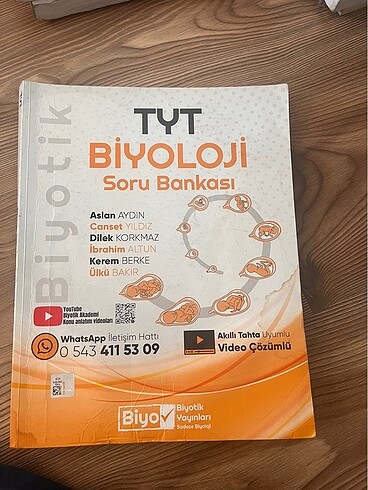 Biyotik
TYT
BİYOLOJİ
Soru Bankası
Aslan AYDIN
Canset YILDIZ
Dilek KORKMAZ
İbrahim ALTUN
Kerem BERKE
Ülkü BAKIR
YouTube
Biyotik Akademi
Konu anlatım videoları
WhatsApp İletişim Hattı
0 543 411 53 09
Akıllı Tahta Uyumlu
Video Çözümlü
Biyo
Biyotik
Yayınları
Sadece Biyoloji